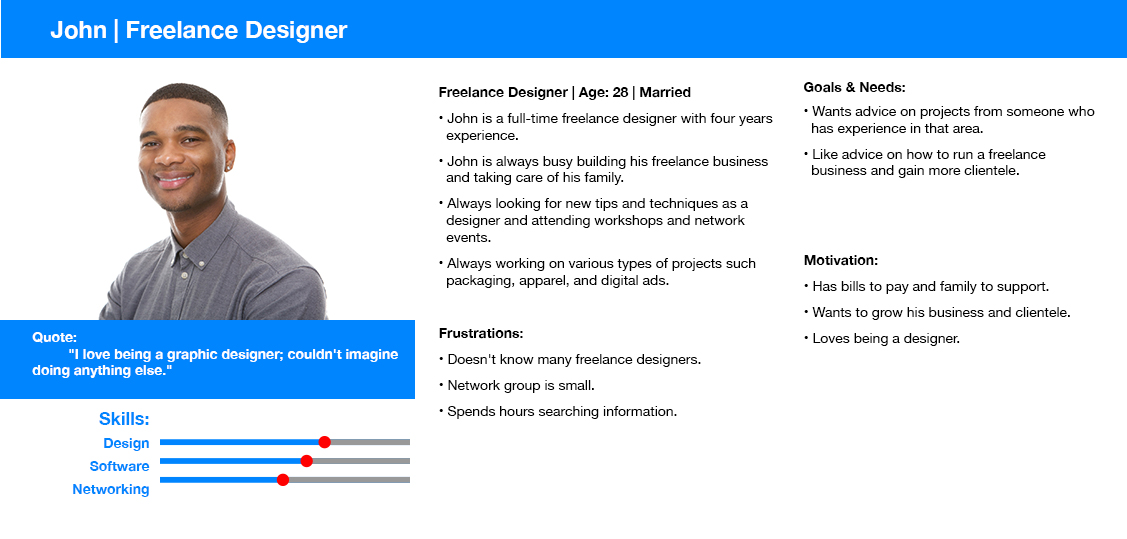 John | Freelance Designer
Quote:
"I love being a graphic designer; couldn't imagine
doing anything else."
Skills:
Design
Software
Networking
Freelance Designer | Age: 28 | Married
• John is a full-time freelance designer with four years
experience.
• John is always busy building his freelance business
and taking care of his family.
• Always looking for new tips and techniques as a
designer and attending workshops and network
events.
• Always working on various types of projects such
packaging, apparel, and digital ads.
Frustrations:
• Doesn't know many freelance designers.
• Network group is small.
• Spends hours searching information.
Goals & Needs:
• Wants advice on projects from someone who
has experience in that area.
• Like advice on how to run a freelance
business and gain more clientele.
Motivation:
• Has bills to pay and family to support.
• Wants to grow his business and clientele.
• Loves being a designer.